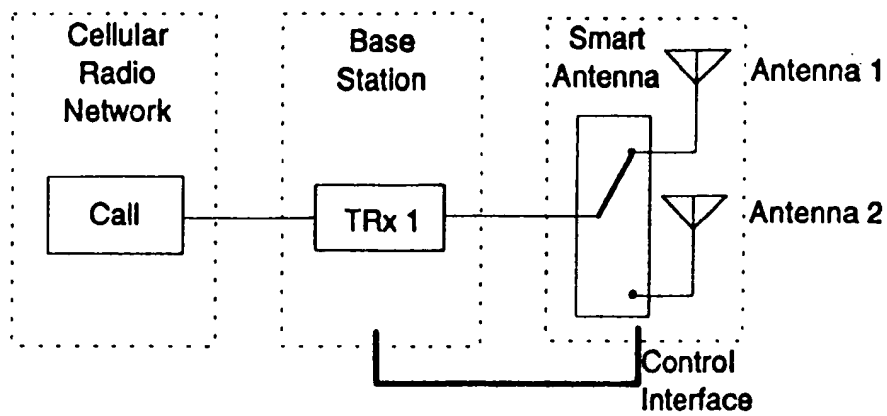 Cellular
Radio
Network
Base
Station
Smart
Antenna
Antenna 1
Call
TRx 1
Antenna 2
Control
Interface